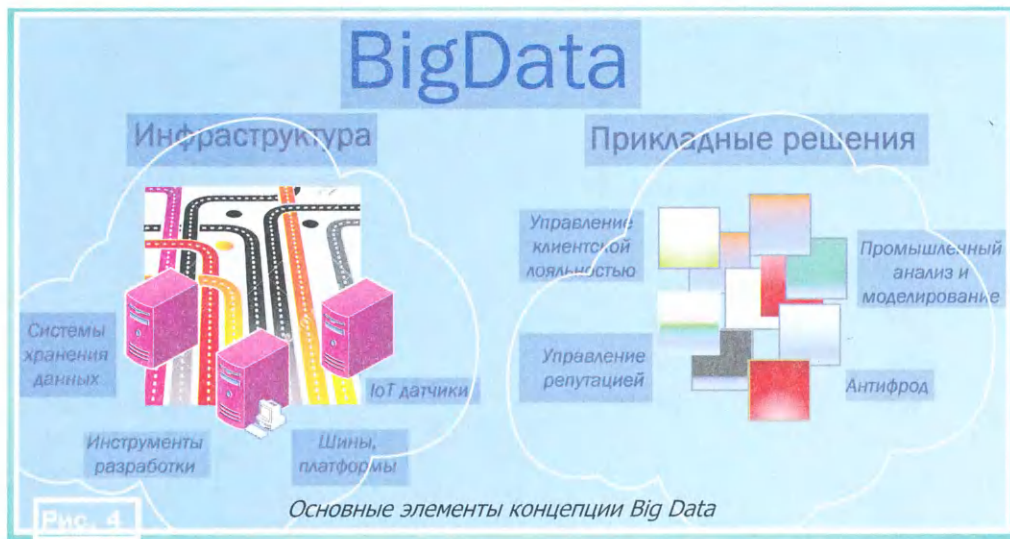 BigData
Инфраструктура
Системы
хранения
данных
Инструменты
разработки
Шины,
платформы
IoT датчики
Прикладные решения
Управление
клиентской
лояльностью
Управление
репутацией
Промышленный
анализ и
моделирование
Антифрод
Рис. 4
Основные элементы концепции Big Data